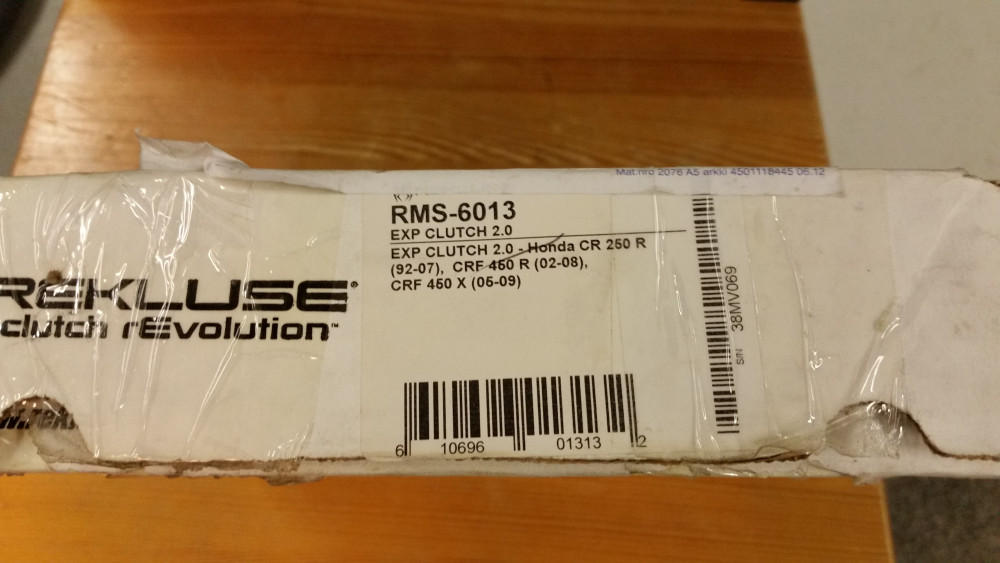 Mat.nro 2076 A5 arkki 4501118445 06.12
RMS-6013
EXP CLUTCH 2.0
EXP CLUTCH 2.0 - Honda CR 250 R
(92-07), CRF 450 R (02-08),
CRF 450 X (05-09)
REKLUSE®
clutch rEvolution™
S/N 38MV069
6 10696 01313 2